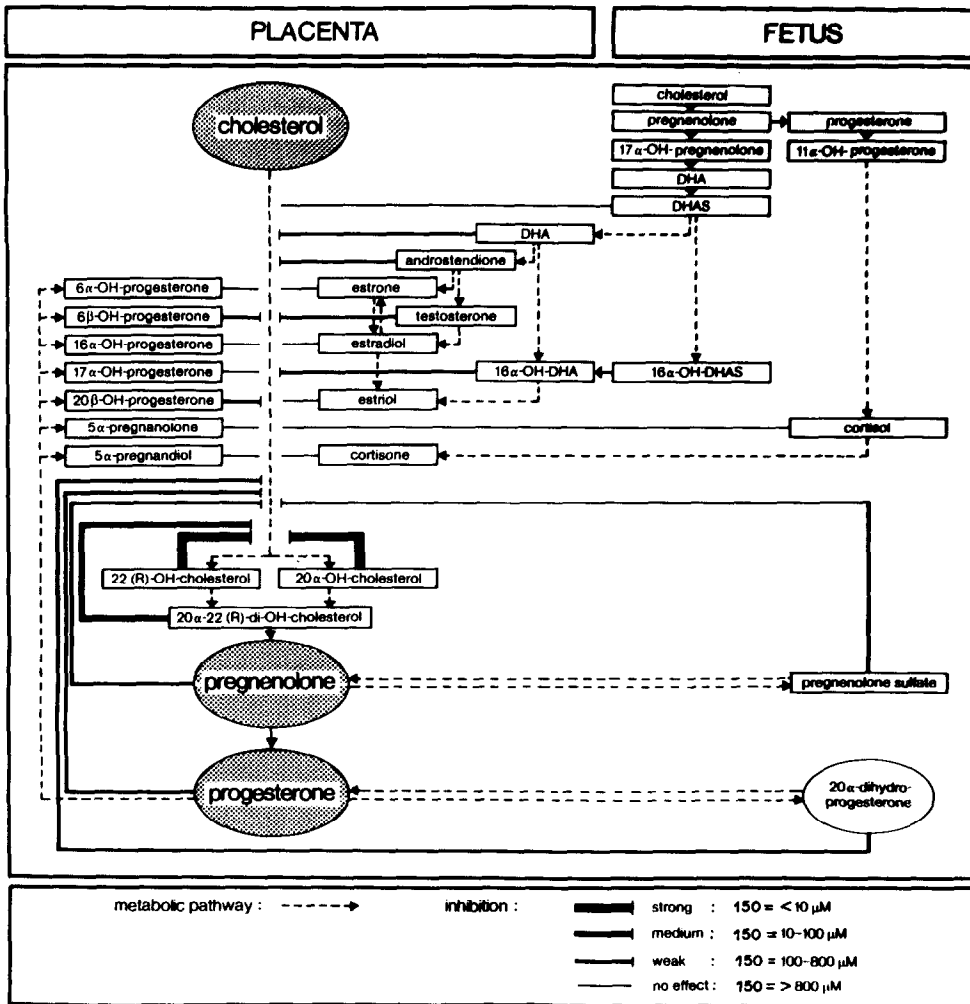 PLACENTA
FETUS
cholesterol
cholesterol
pregnenolone
progesterone
17α-OH-pregnenolone
11α-OH-progesterone
DHA
DHAS
DHA
androstendione
6α-OH-progesterone
estrone
6β-OH-progesterone
testosterone
16α-OH-progesterone
estradiol
17α-OH-progesterone
16α-OH-DHA
16α-OH-DHAS
20β-OH-progesterone
estriol
5α-pregnanolone
cortisol
5α-pregnandiol
cortisone
22 (R)-OH-cholesterol
20α-OH-cholesterol
20α-22 (R)-di-OH-cholesterol
pregnenolone
pregnenolone sulfate
progesterone
20α-dihydro-
progesterone
metabolic pathway :
inhibition :
strong : 150 = <10 μM
medium : 150 = 10-100 μM
weak : 150 = 100-800 μM
no effect : 150 = > 800 μM